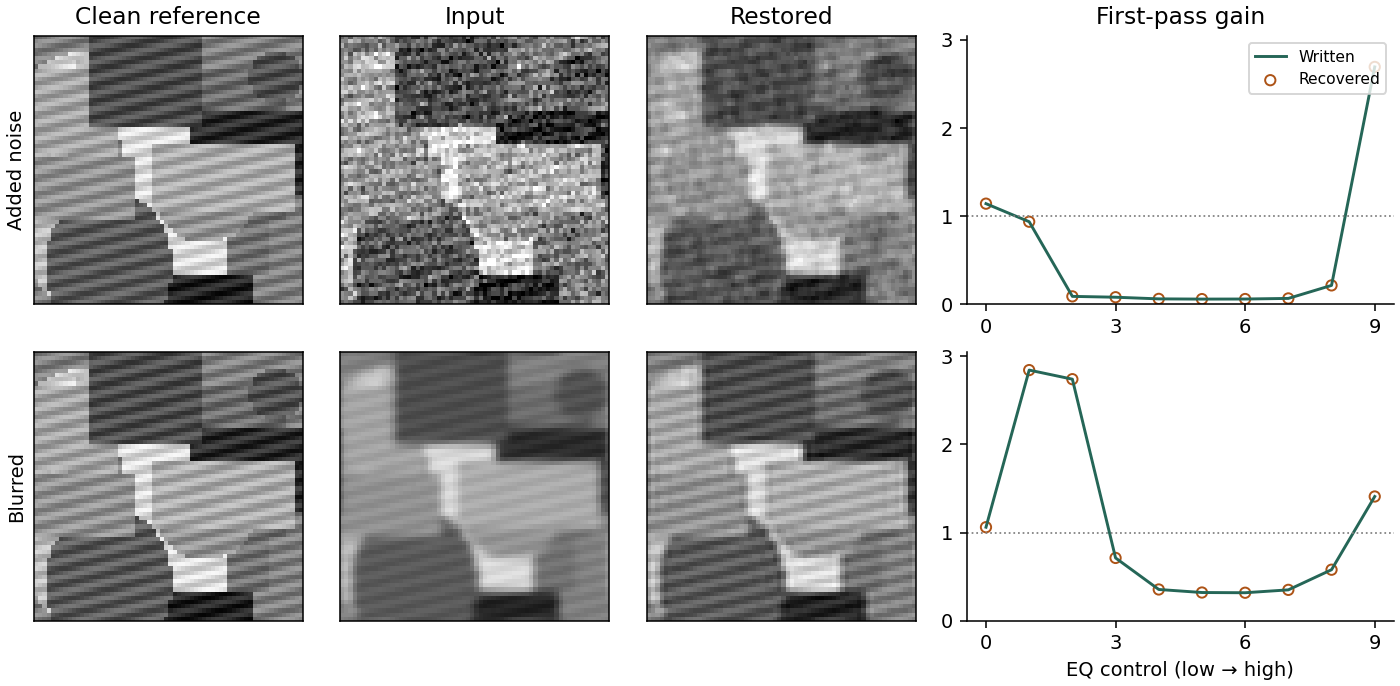 Clean reference
Input
Restored
First-pass gain
Added noise
Written
Recovered
3
2
1
0
0
3
6
9
Blurred
3
2
1
0
0
3
6
9
EQ control (low → high)